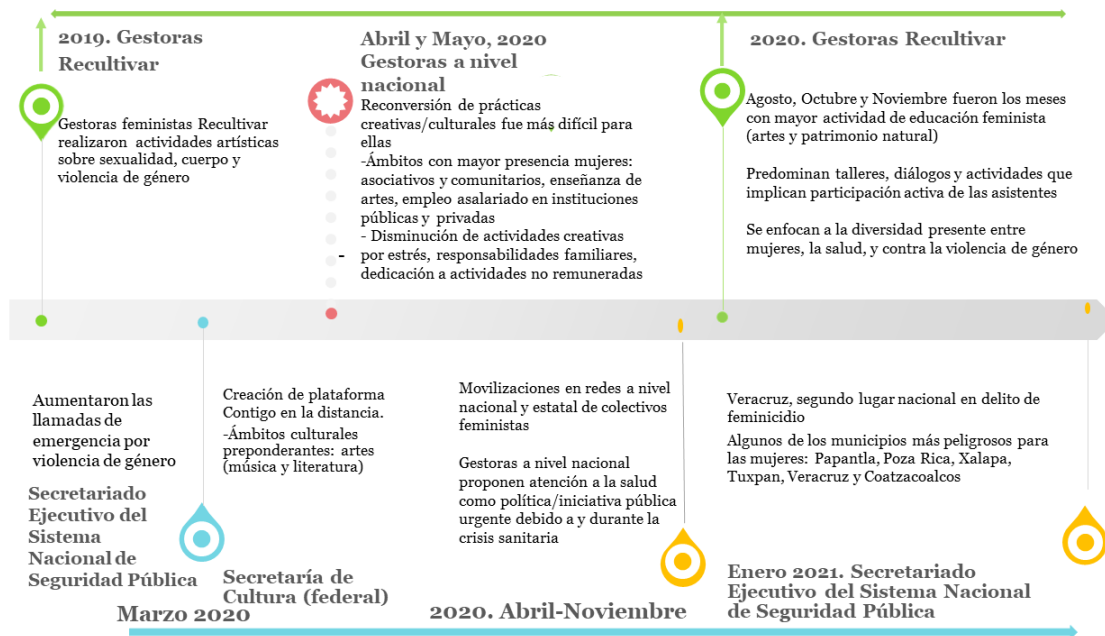 2019. Gestoras
Recultivar
Gestoras feministas Recultivar
realizaron actividades artísticas
sobre sexualidad, cuerpo y
violencia de género
Abril y Mayo, 2020
Gestoras a nivel
nacional
Reconversión de prácticas
creativas/culturales fue más difícil para
ellas
-Ámbitos con mayor presencia mujeres:
asociativos y comunitarios, enseñanza de
artes, empleo asalariado en instituciones
públicas y privadas
- Disminución de actividades creativas
- por estrés, responsabilidades familiares,
dedicación a actividades no remuneradas
2020. Gestoras Recultivar
Agosto, Octubre y Noviembre fueron los meses
con mayor actividad de educación feminista
(artes y patrimonio natural)
Predominan talleres, diálogos y actividades que
implican participación activa de las asistentes
Se enfocan a la diversidad presente entre
mujeres, la salud, y contra la violencia de género
Aumentaron las
llamadas de
emergencia por
violencia de género
Secretariado
Ejecutivo del
Sistema
Nacional de
Seguridad Pública
Creación de plataforma
Contigo en la distancia.
-Ámbitos culturales
preponderantes: artes
(música y literatura)
Secretaría de
Cultura (federal)
Marzo 2020
Movilizaciones en redes a nivel
nacional y estatal de colectivos
feministas
Gestoras a nivel nacional
proponen atención a la salud
como política/iniciativa pública
urgente debido a y durante la
crisis sanitaria
2020. Abril-Noviembre
Veracruz, segundo lugar nacional en delito de
feminicidio
Algunos de los municipios más peligrosos para
las mujeres: Papantla, Poza Rica, Xalapa,
Tuxpan, Veracruz y Coatzacoalcos
Enero 2021. Secretariado
Ejecutivo del Sistema Nacional
de Seguridad Pública